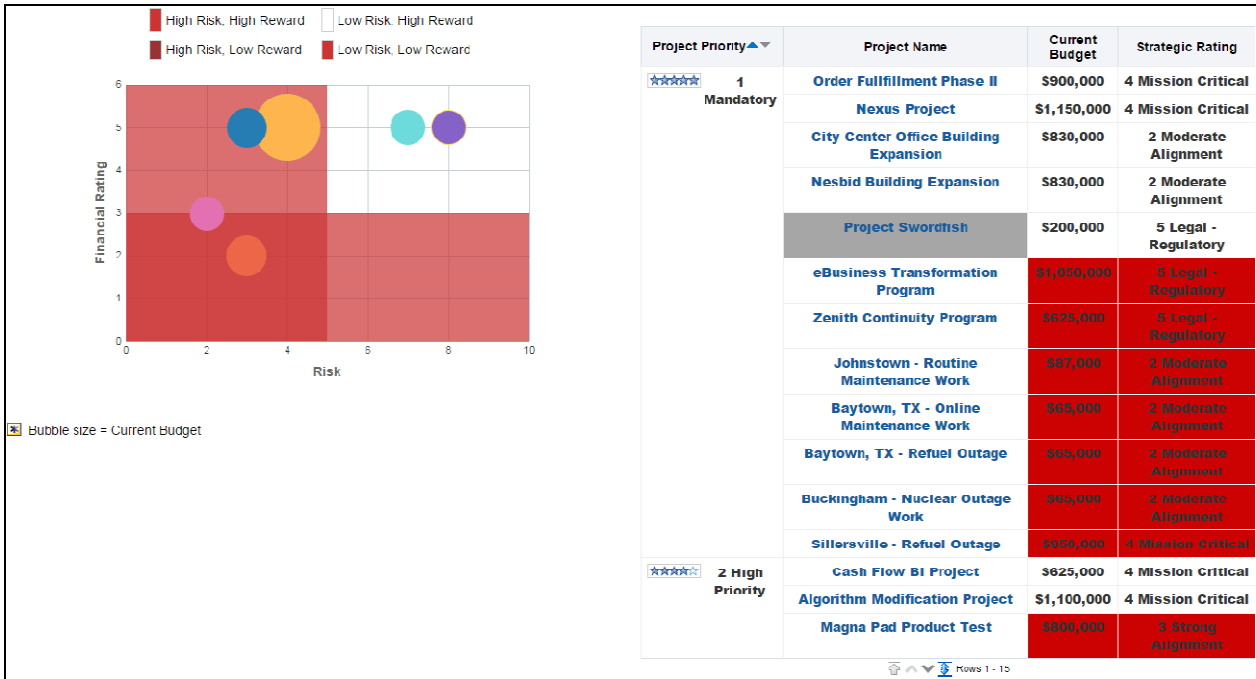 High Risk, High Reward
Low Risk, High Reward
High Risk, Low Reward
Low Risk, Low Reward
6
5
4
3
2
1
0
0
2
4
6
8
10
Financial Rating
Risk
Bubble size = Current Budget
Project Priority
Project Name
Current
Budget
Strategic Rating
1
Mandatory
Order Fullfillment Phase II
$900,000
4 Mission Critical
Nexus Project
$1,150,000
4 Mission Critical
City Center Office Building
Expansion
$830,000
2 Moderate
Alignment
Nesbid Building Expansion
$830,000
2 Moderate
Alignment
Project Swordfish
$200,000
5 Legal -
Regulatory
eBusiness Transformation
Program
$1,050,000
5 Legal -
Regulatory
Zenith Continuity Program
$625,000
5 Legal -
Regulatory
Johnstown - Routine
Maintenance Work
$87,000
2 Moderate
Alignment
Baytown, TX - Online
Maintenance Work
$65,000
2 Moderate
Alignment
Baytown, TX - Refuel Outage
$65,000
2 Moderate
Alignment
Buckingham - Nuclear Outage
Work
$65,000
2 Moderate
Alignment
Sillersville - Refuel Outage
$950,000
4 Mission Critical
2 High
Priority
Cash Flow BI Project
$625,000
4 Mission Critical
Algorithm Modification Project
$1,100,000
4 Mission Critical
Magna Pad Product Test
$800,000
3 Strong
Alignment
Rows 1 - 15